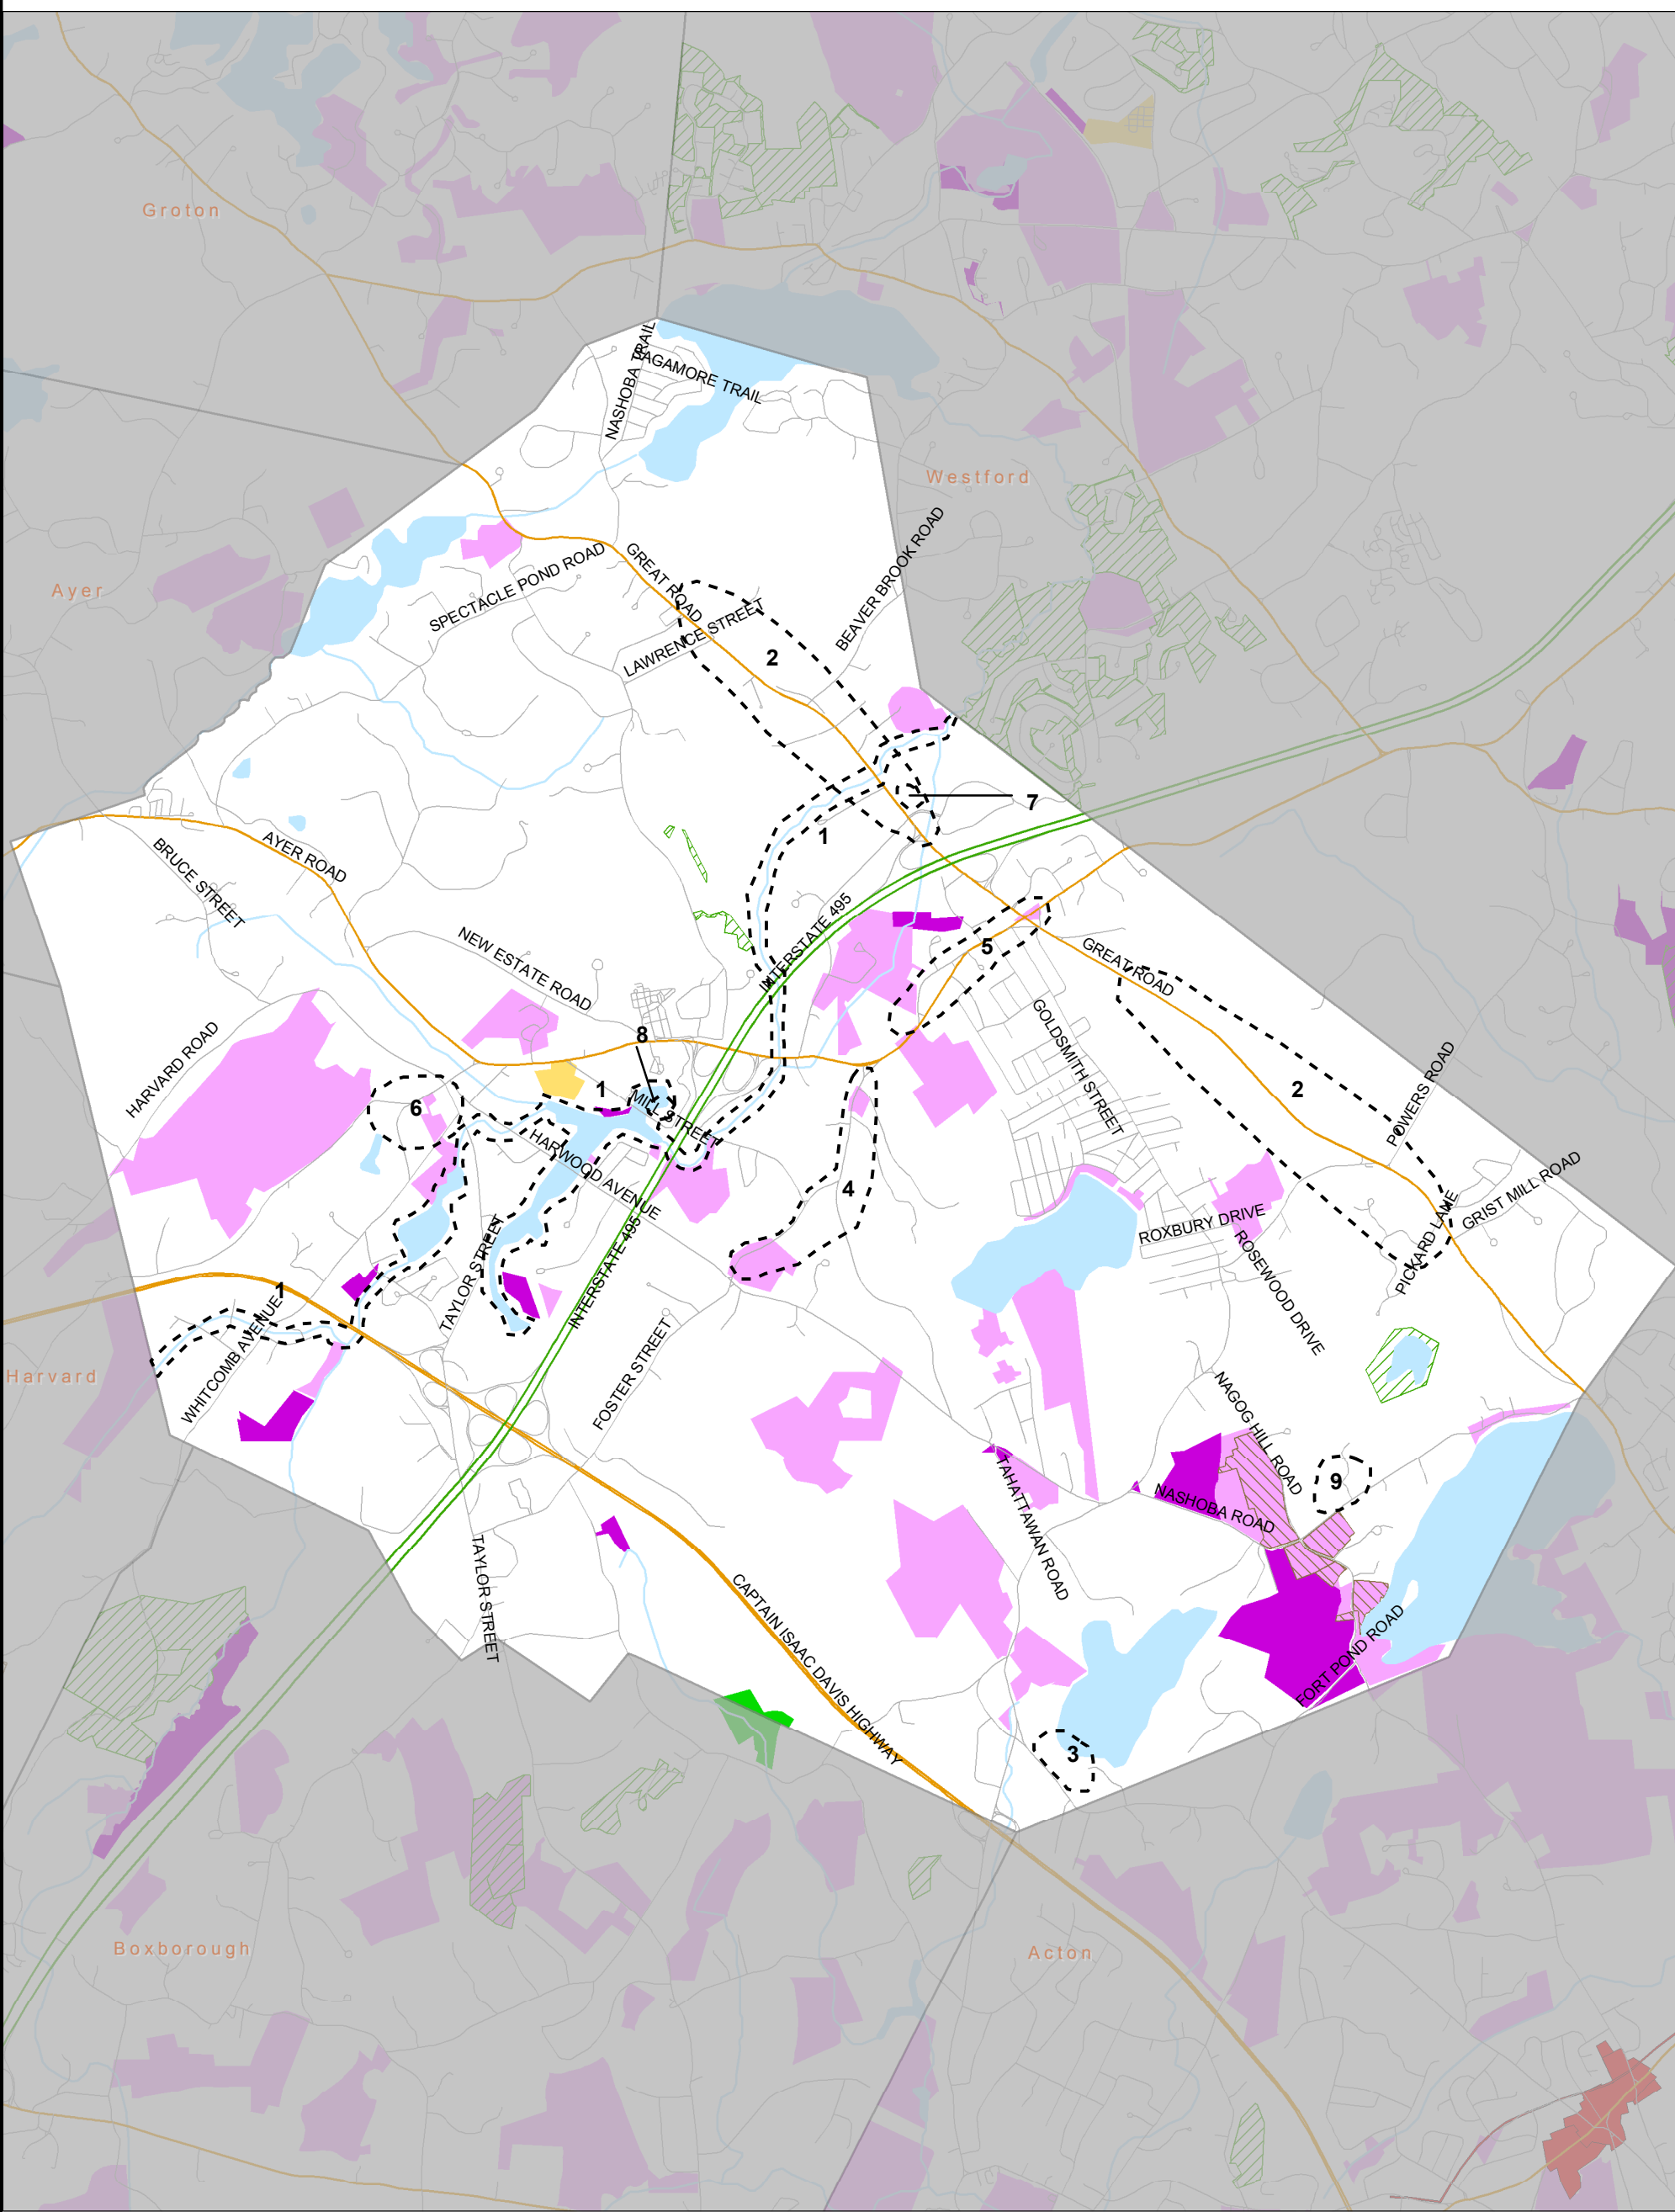 Groton
NASHOBA TRAIL
SAGAMORE TRAIL
Westford
Ayer
SPECTACLE POND ROAD
GREAT ROAD
LAWRENCE STREET
BEAVER BROOK ROAD
2
7
1
AYER ROAD
BRUCE STREET
INTERSTATE 495
NEW ESTATE ROAD
5
GREAT ROAD
GOLDSMITH STREET
HARVARD ROAD
8
6
1
MILL STREET
2
POWERS ROAD
HARWOOD AVENUE
4
GRIST MILL ROAD
PICKARD LANE
ROXBURY DRIVE
ROSEWOOD DRIVE
TAYLOR STREET
INTERSTATE 495
1
WHITCOMB AVENUE
Harvard
FOSTER STREET
NAGOG HILL ROAD
9
NASHOBA ROAD
TAHATTAWAN ROAD
TAYLOR STREET
CAPTAIN ISAAC DAVIS HIGHWAY
FORT POND ROAD
3
Boxborough
Acton